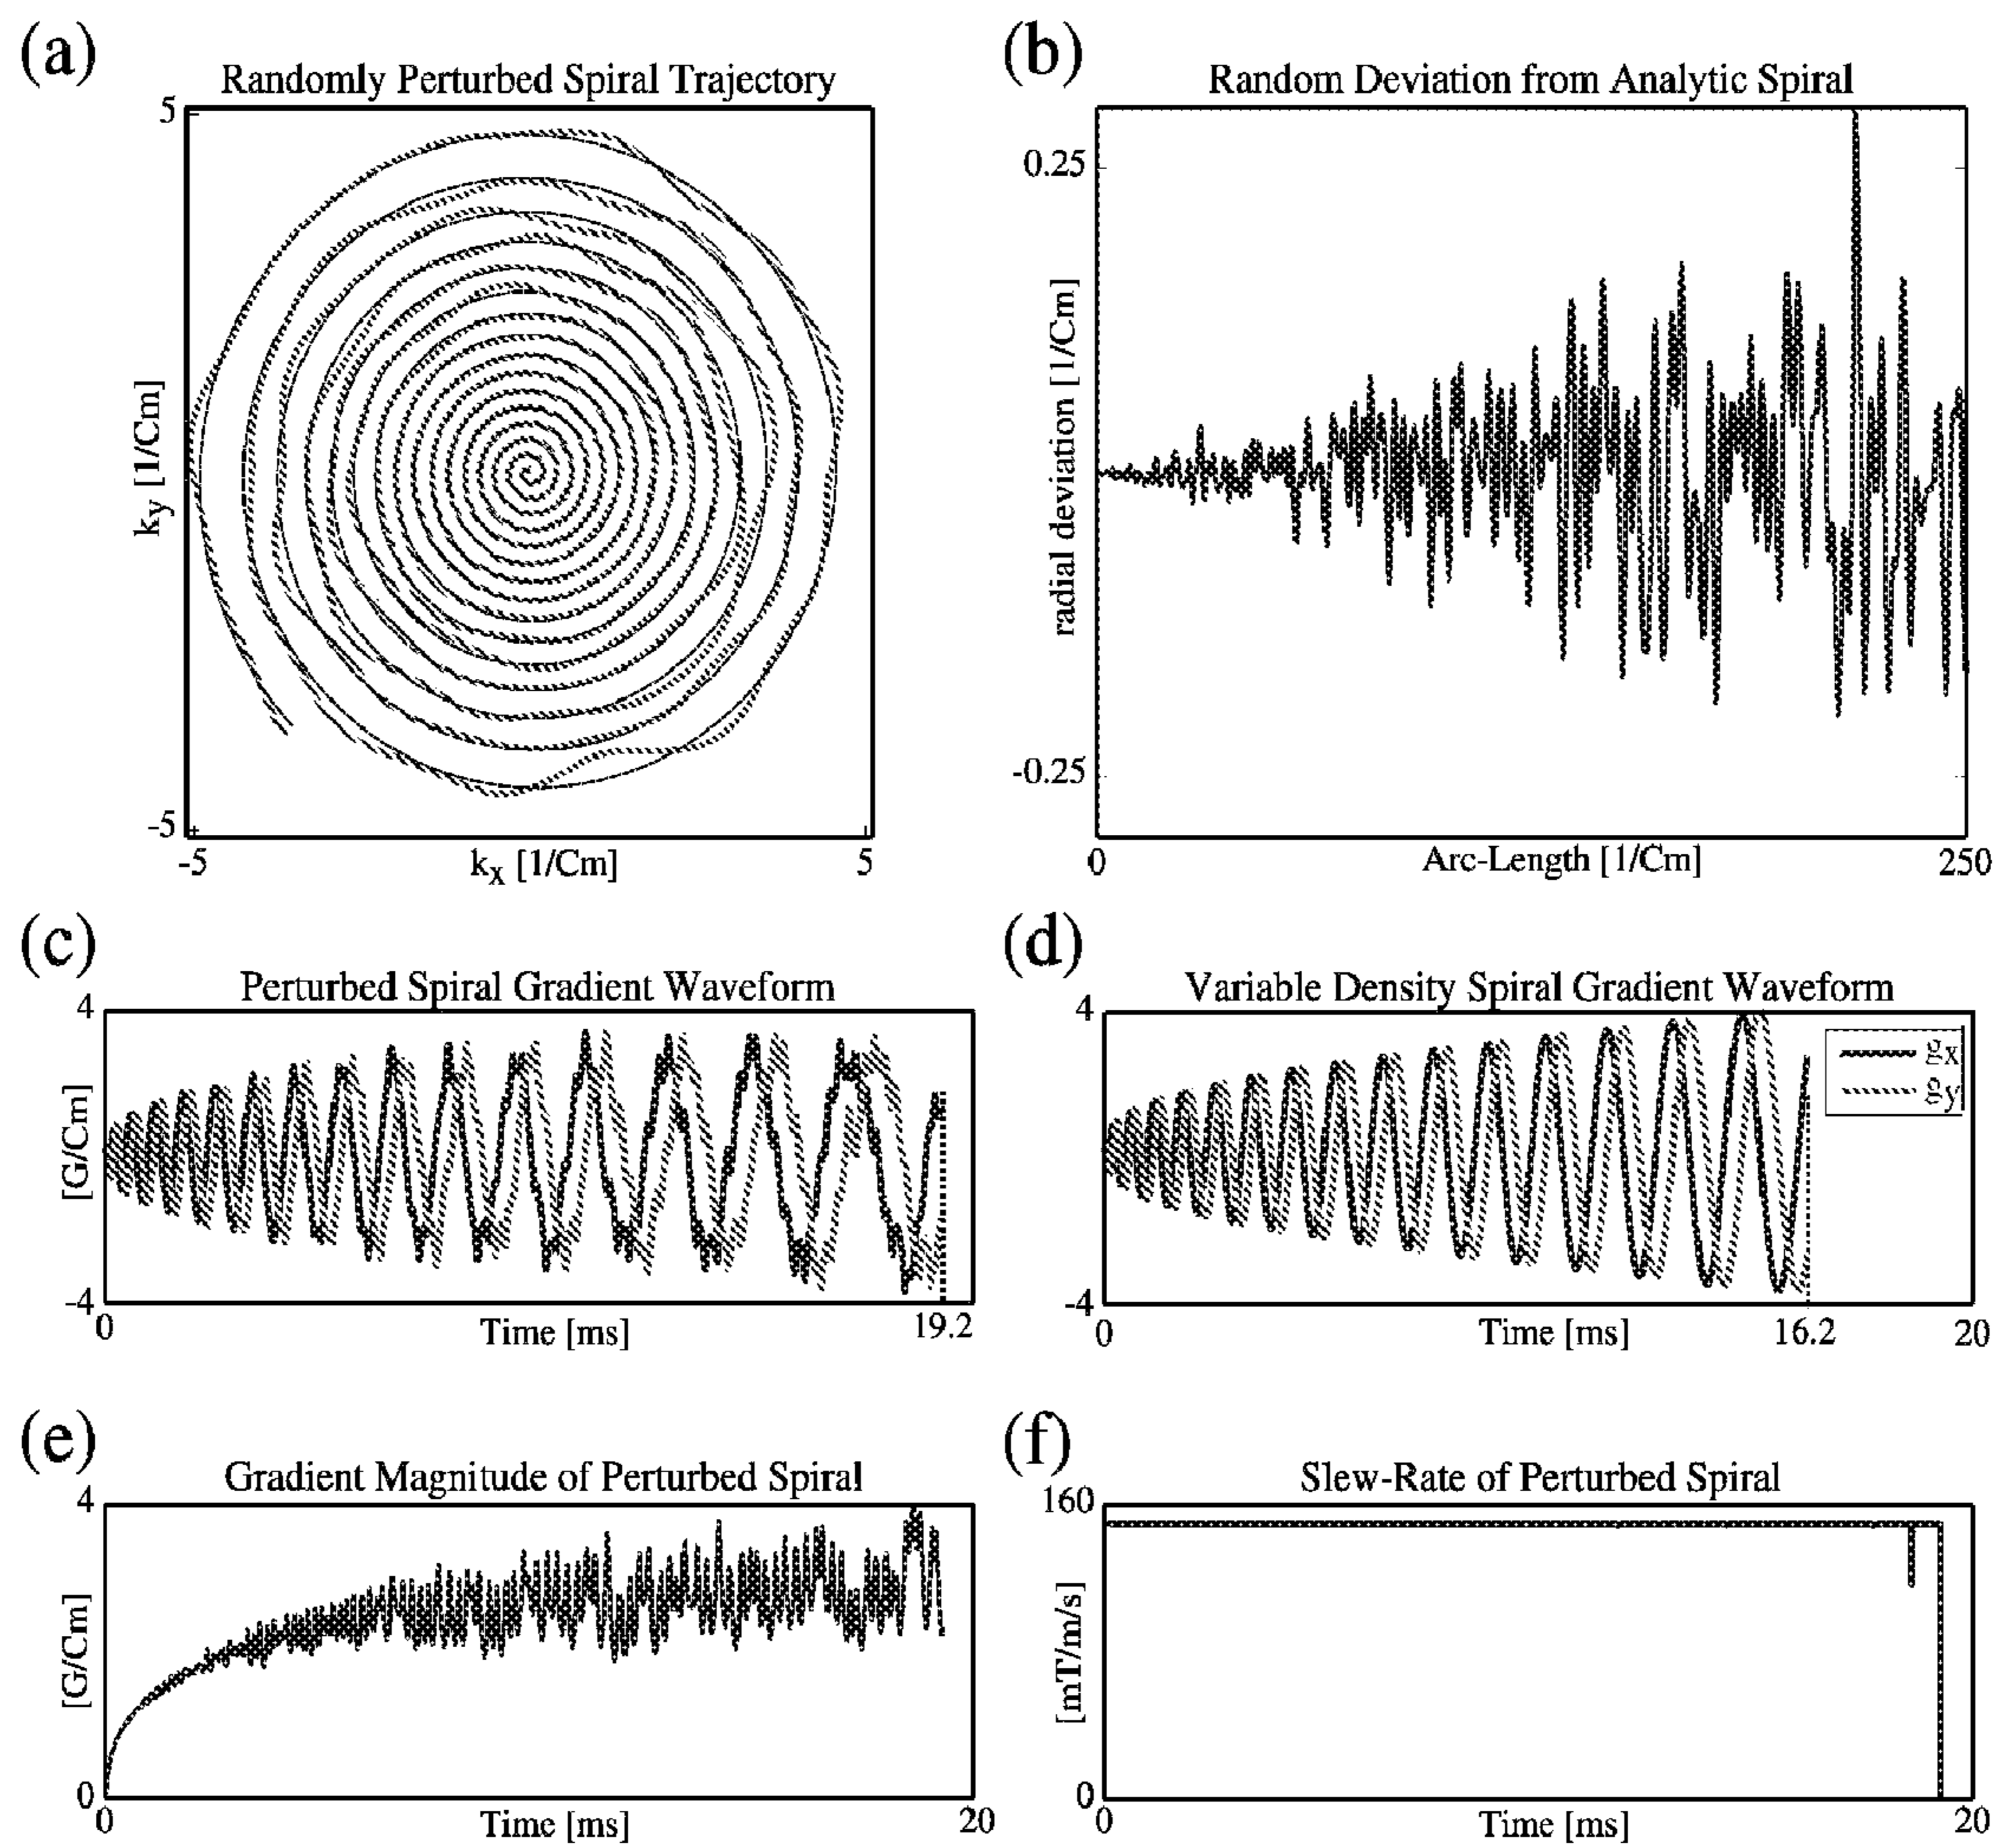 (a)
Randomly Perturbed Spiral Trajectory
5
ky [1/Cm]
-5
-5
kx [1/Cm]
5
(b)
Random Deviation from Analytic Spiral
0.25
radial deviation [1/Cm]
-0.25
0
Arc-Length [1/Cm]
250
(c)
Perturbed Spiral Gradient Waveform
4
[G/Cm]
-4
0
Time [ms]
19.2
(d)
Variable Density Spiral Gradient Waveform
4
gx
gy
-4
0
Time [ms]
16.2
20
(e)
Gradient Magnitude of Perturbed Spiral
4
[G/Cm]
0
0
Time [ms]
20
(f)
Slew-Rate of Perturbed Spiral
160
[mT/m/s]
0
0
Time [ms]
20